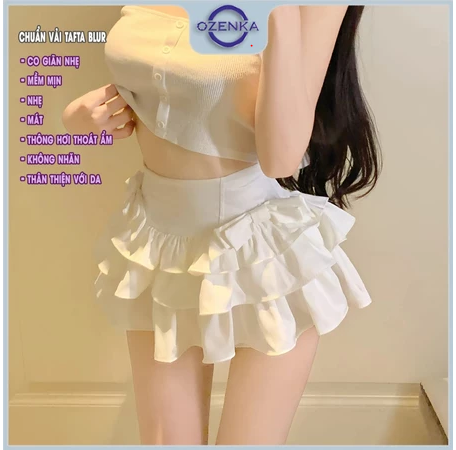 OZENKA
CHUẨN VẢI TAFTA BLUR
- CO GIÃN NHẸ
- MỀM MỊN
- NHẸ
- MÁT
- THÔNG HƠI THOÁT ẨM
- KHÔNG NHĂN
- THÂN THIỆN VỚI DA